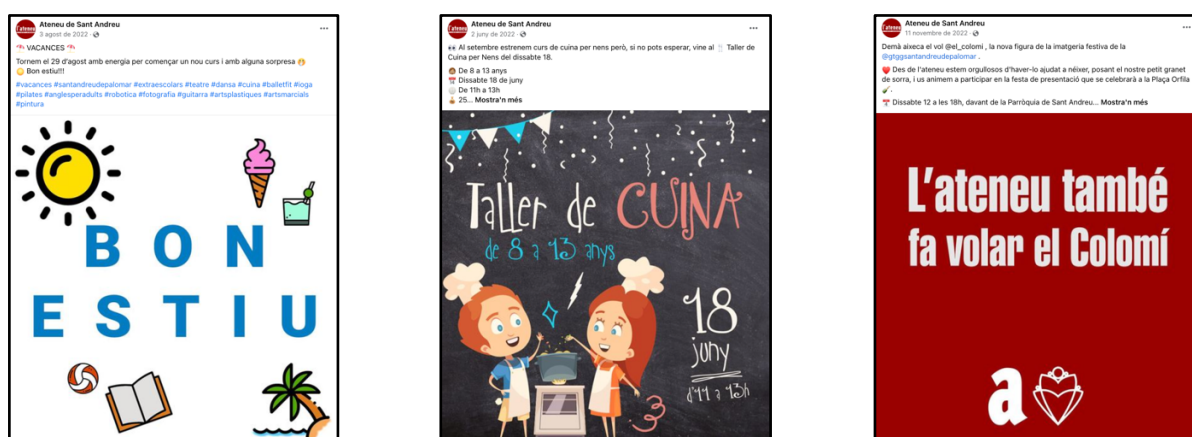 Ateneu de Sant Andreu
3 agost de 2022
VACANCES
Tornem el 29 d'agost amb energia per començar un nou curs i amb alguna sorpresa
Bon estiu!!!
#vacances #santandreudepalomar #extraescolars #teatre #dansa #cuina #balletfit #ioga
#pilates #anglesperadults #robotica #fotografia #guitarra #artsplastiques #artsmarcials
#pintura
BON
ESTIU
Ateneu de Sant Andreu
2 juny de 2022
Al setembre estrenem curs de cuina per nens però, si no pots esperar, vine al Taller de
Cuina per Nens del dissabte 18.
De 8 a 13 anys
Dissabte 18 de juny
De 11h a 13h
25... Mostra'n més
Taller de CUINA
de 8 a 13 anys
18
juny
d'11 a 13h
Ateneu de Sant Andreu
11 novembre de 2022
Demà aixeca el vol @el_colomi , la nova figura de la imatgeria festiva de la
@gtggsantandreudepalomar .
Des de l'ateneu estem orgullosos d'haver-lo ajudat a néixer, posant el nostre petit granet
de sorra, i us animem a participar en la festa de presentació que se celebrarà a la Plaça Orfila
.
Dissabte 12 a les 18h, davant de la Parròquia de Sant Andreu... Mostra'n més
L'ateneu també
fa volar el Colomí
a